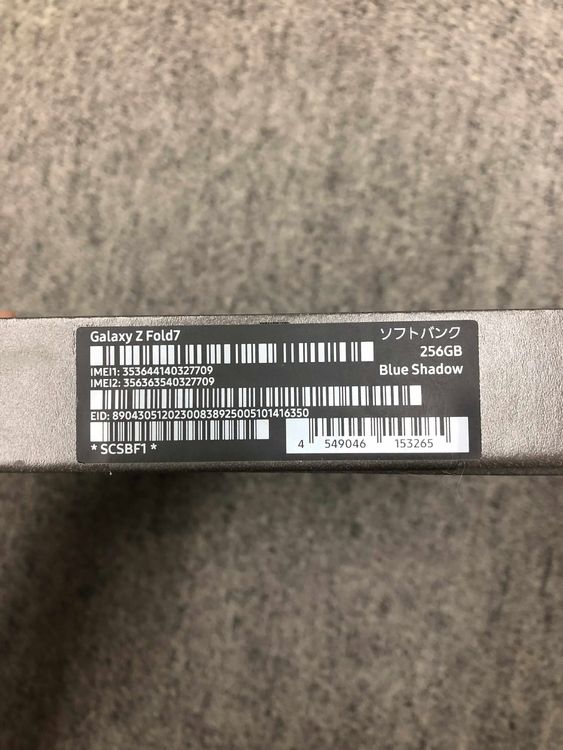 Galaxy Z Fold7
ソフトバンク
256GB
Blue Shadow
IMEI1: 353644140327709
IMEI2: 356363540327709
EID: 89043051202300838925005101416350
* SCSBF1 *
4 549046 153265